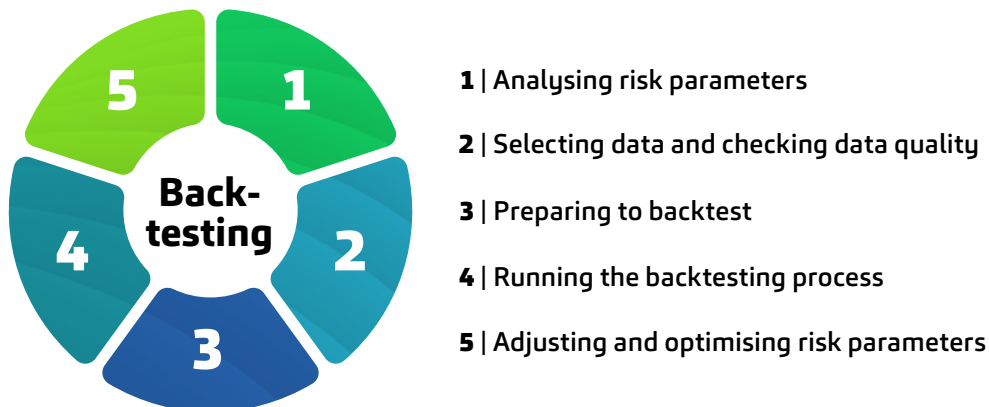 5
1
4
Back-
testing
2
3
1 | Analysing risk parameters
2 | Selecting data and checking data quality
3 | Preparing to backtest
4 | Running the backtesting process
5 | Adjusting and optimising risk parameters